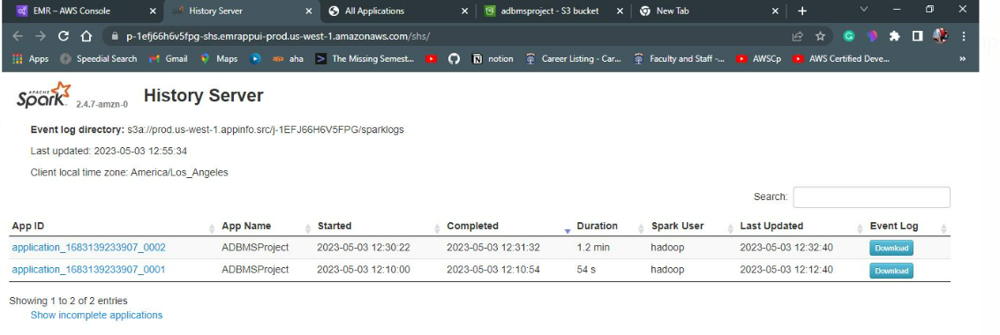 EMR – AWS Console
History Server
All Applications
adbmsproject - S3 bucket
New Tab
p-1efj66h6v5fpg-shs.emrappui-prod.us-west-1.amazonaws.com/shs/
Apps Speedial Search Gmail Maps aha The Missing Semest... notion Career Listing - Car... Faculty and Staff -... AWSCp AWS Certified Deve... »
APACHE Spark 2.4.7-amzn-0 History Server
Event log directory: s3a://prod.us-west-1.appinfo.src/j-1EFJ66H6V5FPG/sparklogs
Last updated: 2023-05-03 12:55:34
Client local time zone: America/Los_Angeles
Search:
App ID App Name Started Completed Duration Spark User Last Updated Event Log
application_1683139233907_0002 ADBMSProject 2023-05-03 12:30:22 2023-05-03 12:31:32 1.2 min hadoop 2023-05-03 12:32:40 Download
application_1683139233907_0001 ADBMSProject 2023-05-03 12:10:00 2023-05-03 12:10:54 54 s hadoop 2023-05-03 12:12:40 Download
Showing 1 to 2 of 2 entries
Show incomplete applications